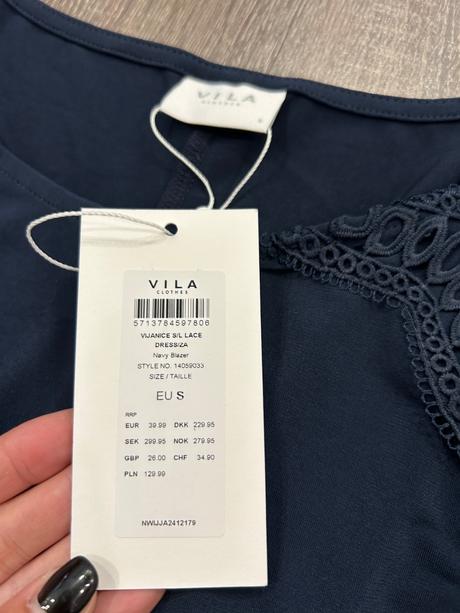 VILA
CLOTHES
S
VILA
CLOTHES
5713784597806
VIJANICE S/L LACE
DRESS/ZA
Navy Blazer
STYLE NO. 14059033
SIZE / TAILLE
EU S
RRP
EUR 39.99 DKK 229.95
SEK 299.95 NOK 279.95
GBP 26.00 CHF 34.90
PLN 129.99
NWIJJA2412179